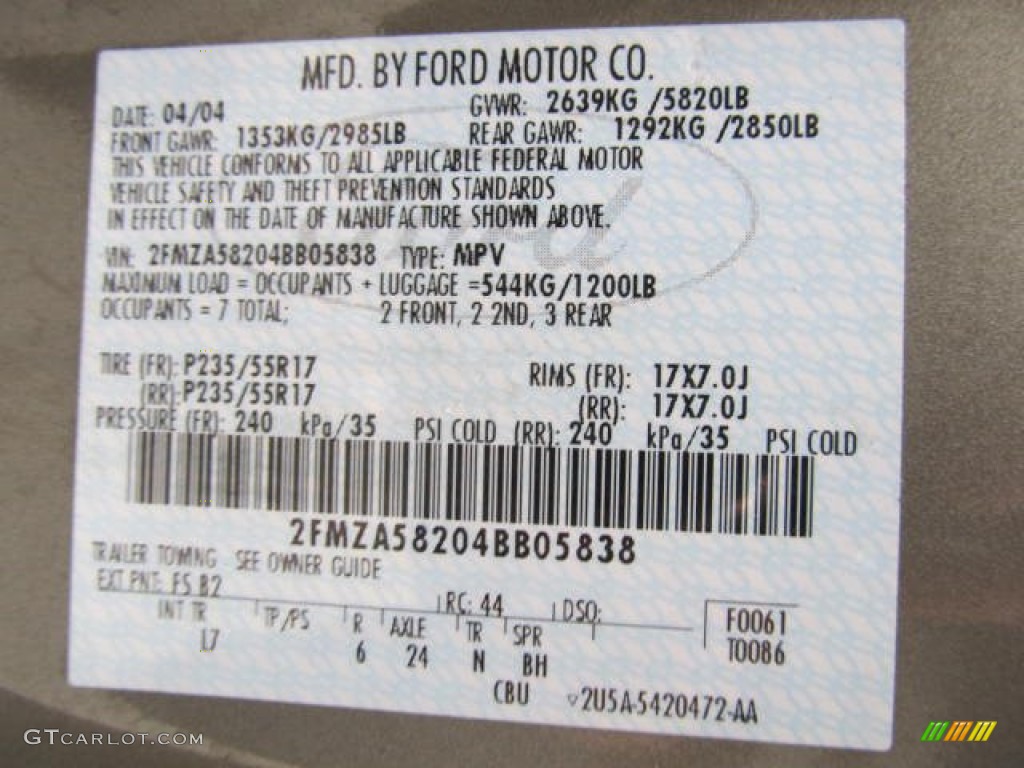 MFD. BY FORD MOTOR CO.
DATE: 04/04 GVWR: 2639KG /5820LB
FRONT GAWR: 1353KG/2985LB REAR GAWR: 1292KG /2850LB
THIS VEHICLE CONFORMS TO ALL APPLICABLE FEDERAL MOTOR
VEHICLE SAFETY AND THEFT PREVENTION STANDARDS
IN EFFECT ON THE DATE OF MANUFACTURE SHOWN ABOVE.
VIN: 2FMZA58204BB05838 TYPE: MPV
MAXIMUM LOAD = OCCUPANTS + LUGGAGE =544KG/1200LB
OCCUPANTS = 7 TOTAL; 2 FRONT, 2 2ND, 3 REAR
TIRE (FR): P235/55R17 RIMS (FR): 17X7.0J
(RR): P235/55R17 (RR): 17X7.0J
PRESSURE (FR): 240 kPa/35 PSI COLD (RR): 240 kPa/35 PSI COLD
2FMZA58204BB05838
TRAILER TOWING SEE OWNER GUIDE
EXT PNT: FS B2 RC: 44 DSO: F0061
INT TR TP/PS R AXLE TR SPR T0086
L7 6 24 N BH
CBU 2U5A-5420472-AA
GTCARLOT.COM